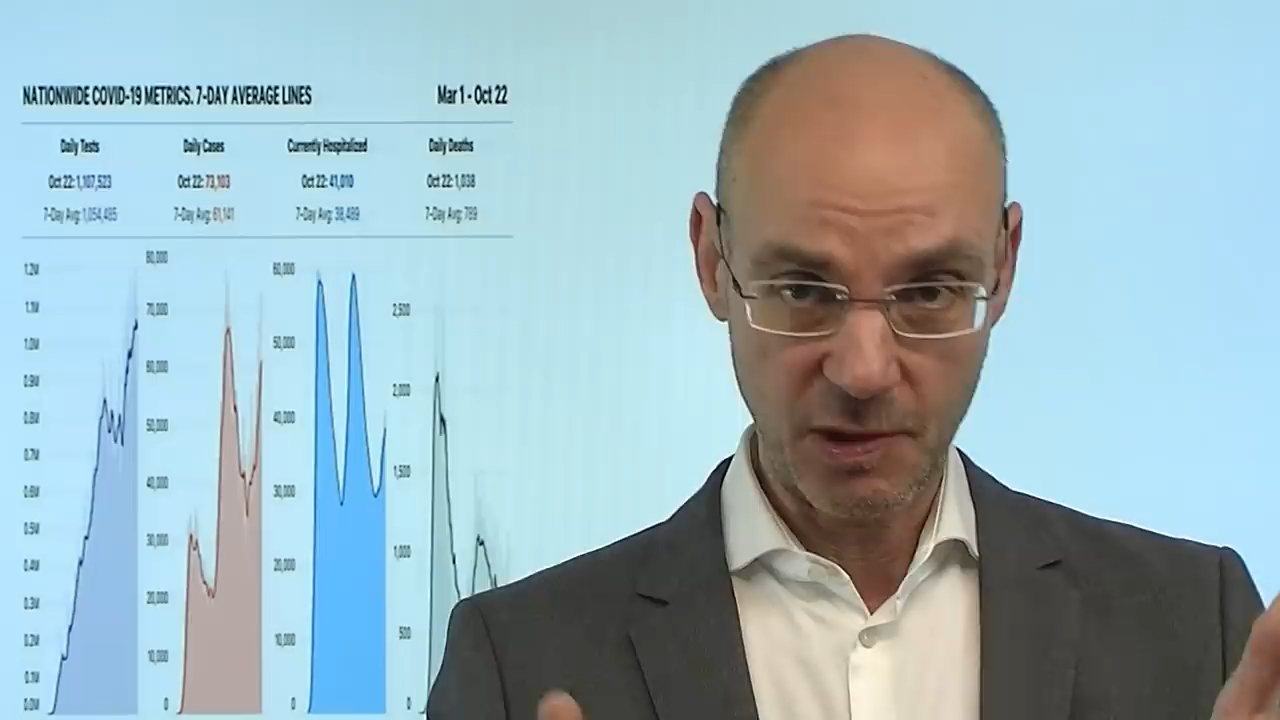 NATIONWIDE COVID-19 METRICS. 7-DAY AVERAGE LINES Mar 1 - Oct 22
Daily Tests Daily Cases Currently Hospitalized Daily Deaths
Oct 22: 1,107,523 Oct 22: 73,103 Oct 22: 41,010 Oct 22: 1,038
7-Day Avg: 1,054,485 7-Day Avg: 61,141 7-Day Avg: 38,489 7-Day Avg: 789
1.2M
1.1M
1.0M
0.9M
0.8M
0.7M
0.6M
0.5M
0.4M
0.3M
0.2M
0.1M
0.0M
80,000
70,000
60,000
50,000
40,000
30,000
20,000
10,000
0
60,000
50,000
40,000
30,000
20,000
10,000
0
2,500
2,000
1,500
1,000
500
0